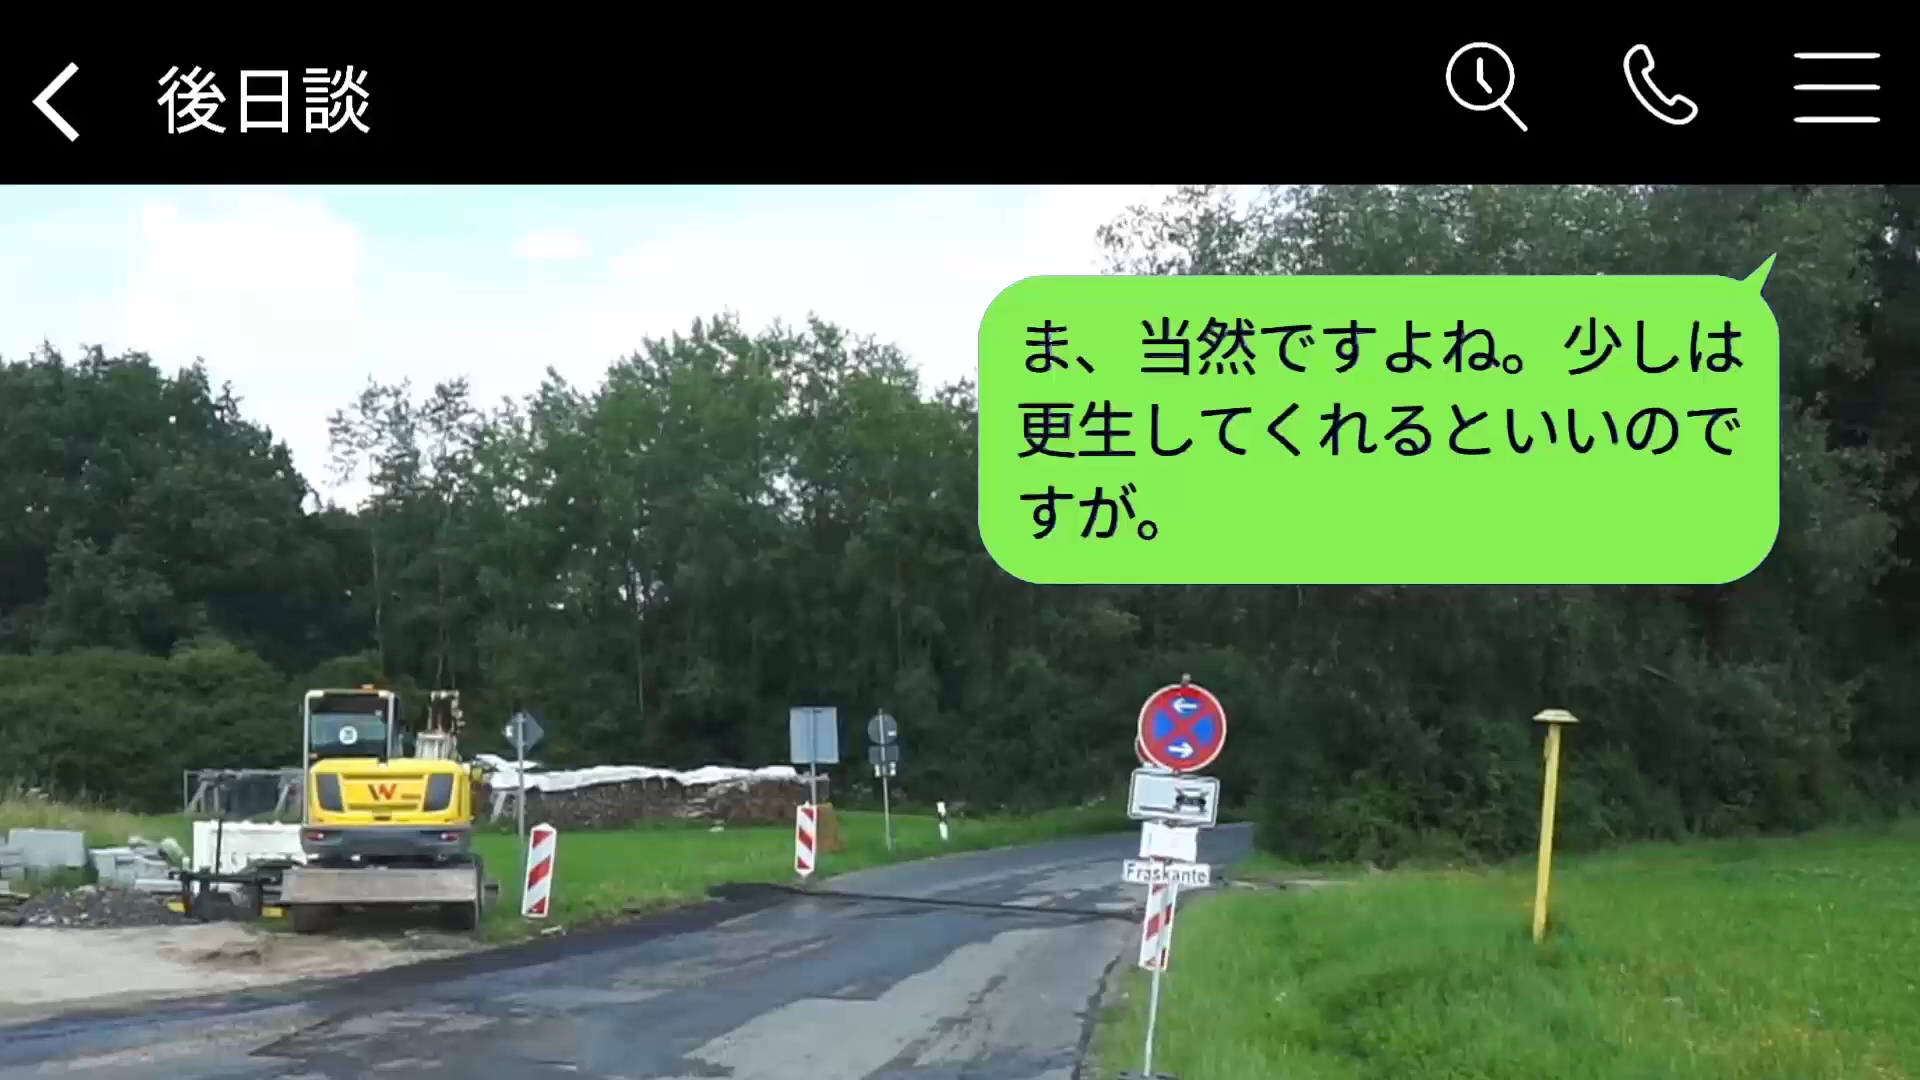 後日談
ま、当然ですよね。少しは
更生してくれるといいので
すが。
W
Fräskante